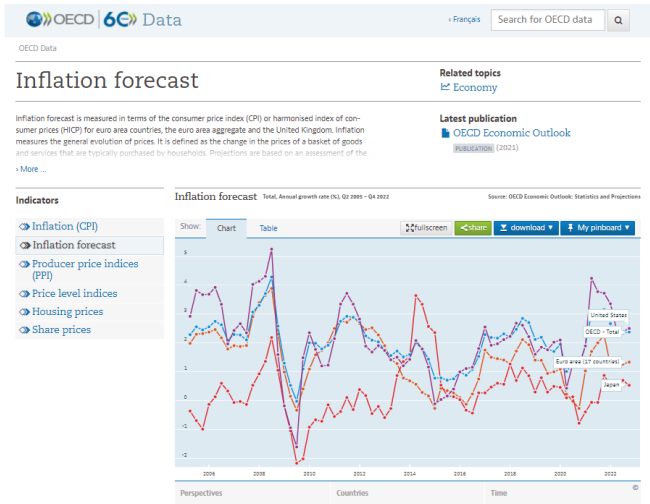 OECD 60 Data
› Français
Search for OECD data
OECD Data
Inflation forecast
Inflation forecast is measured in terms of the consumer price index (CPI) or harmonised index of con-
sumer prices (HICP) for euro area countries, the euro area aggregate and the United Kingdom. Inflation
measures the general evolution of prices. It is defined as the change in the prices of a basket of goods
and services that are typically purchased by households. Projections are based on an assessment of the
› More ...
Related topics
Economy
Latest publication
OECD Economic Outlook
PUBLICATION (2021)
Indicators
Inflation (CPI)
Inflation forecast
Producer price indices
(PPI)
Price level indices
Housing prices
Share prices
Inflation forecast Total, Annual growth rate (%), Q2 2005 – Q4 2022
Source: OECD Economic Outlook: Statistics and Projections
Show: Chart Table
fullscreen share download ▼ My pinboard ▼
5
4
3
2
1
0
-1
-2
United States
OECD - Total
Euro area (17 countries)
Japan
2006 2008 2010 2012 2014 2016 2018 2020 2022
©
Perspectives Countries Time